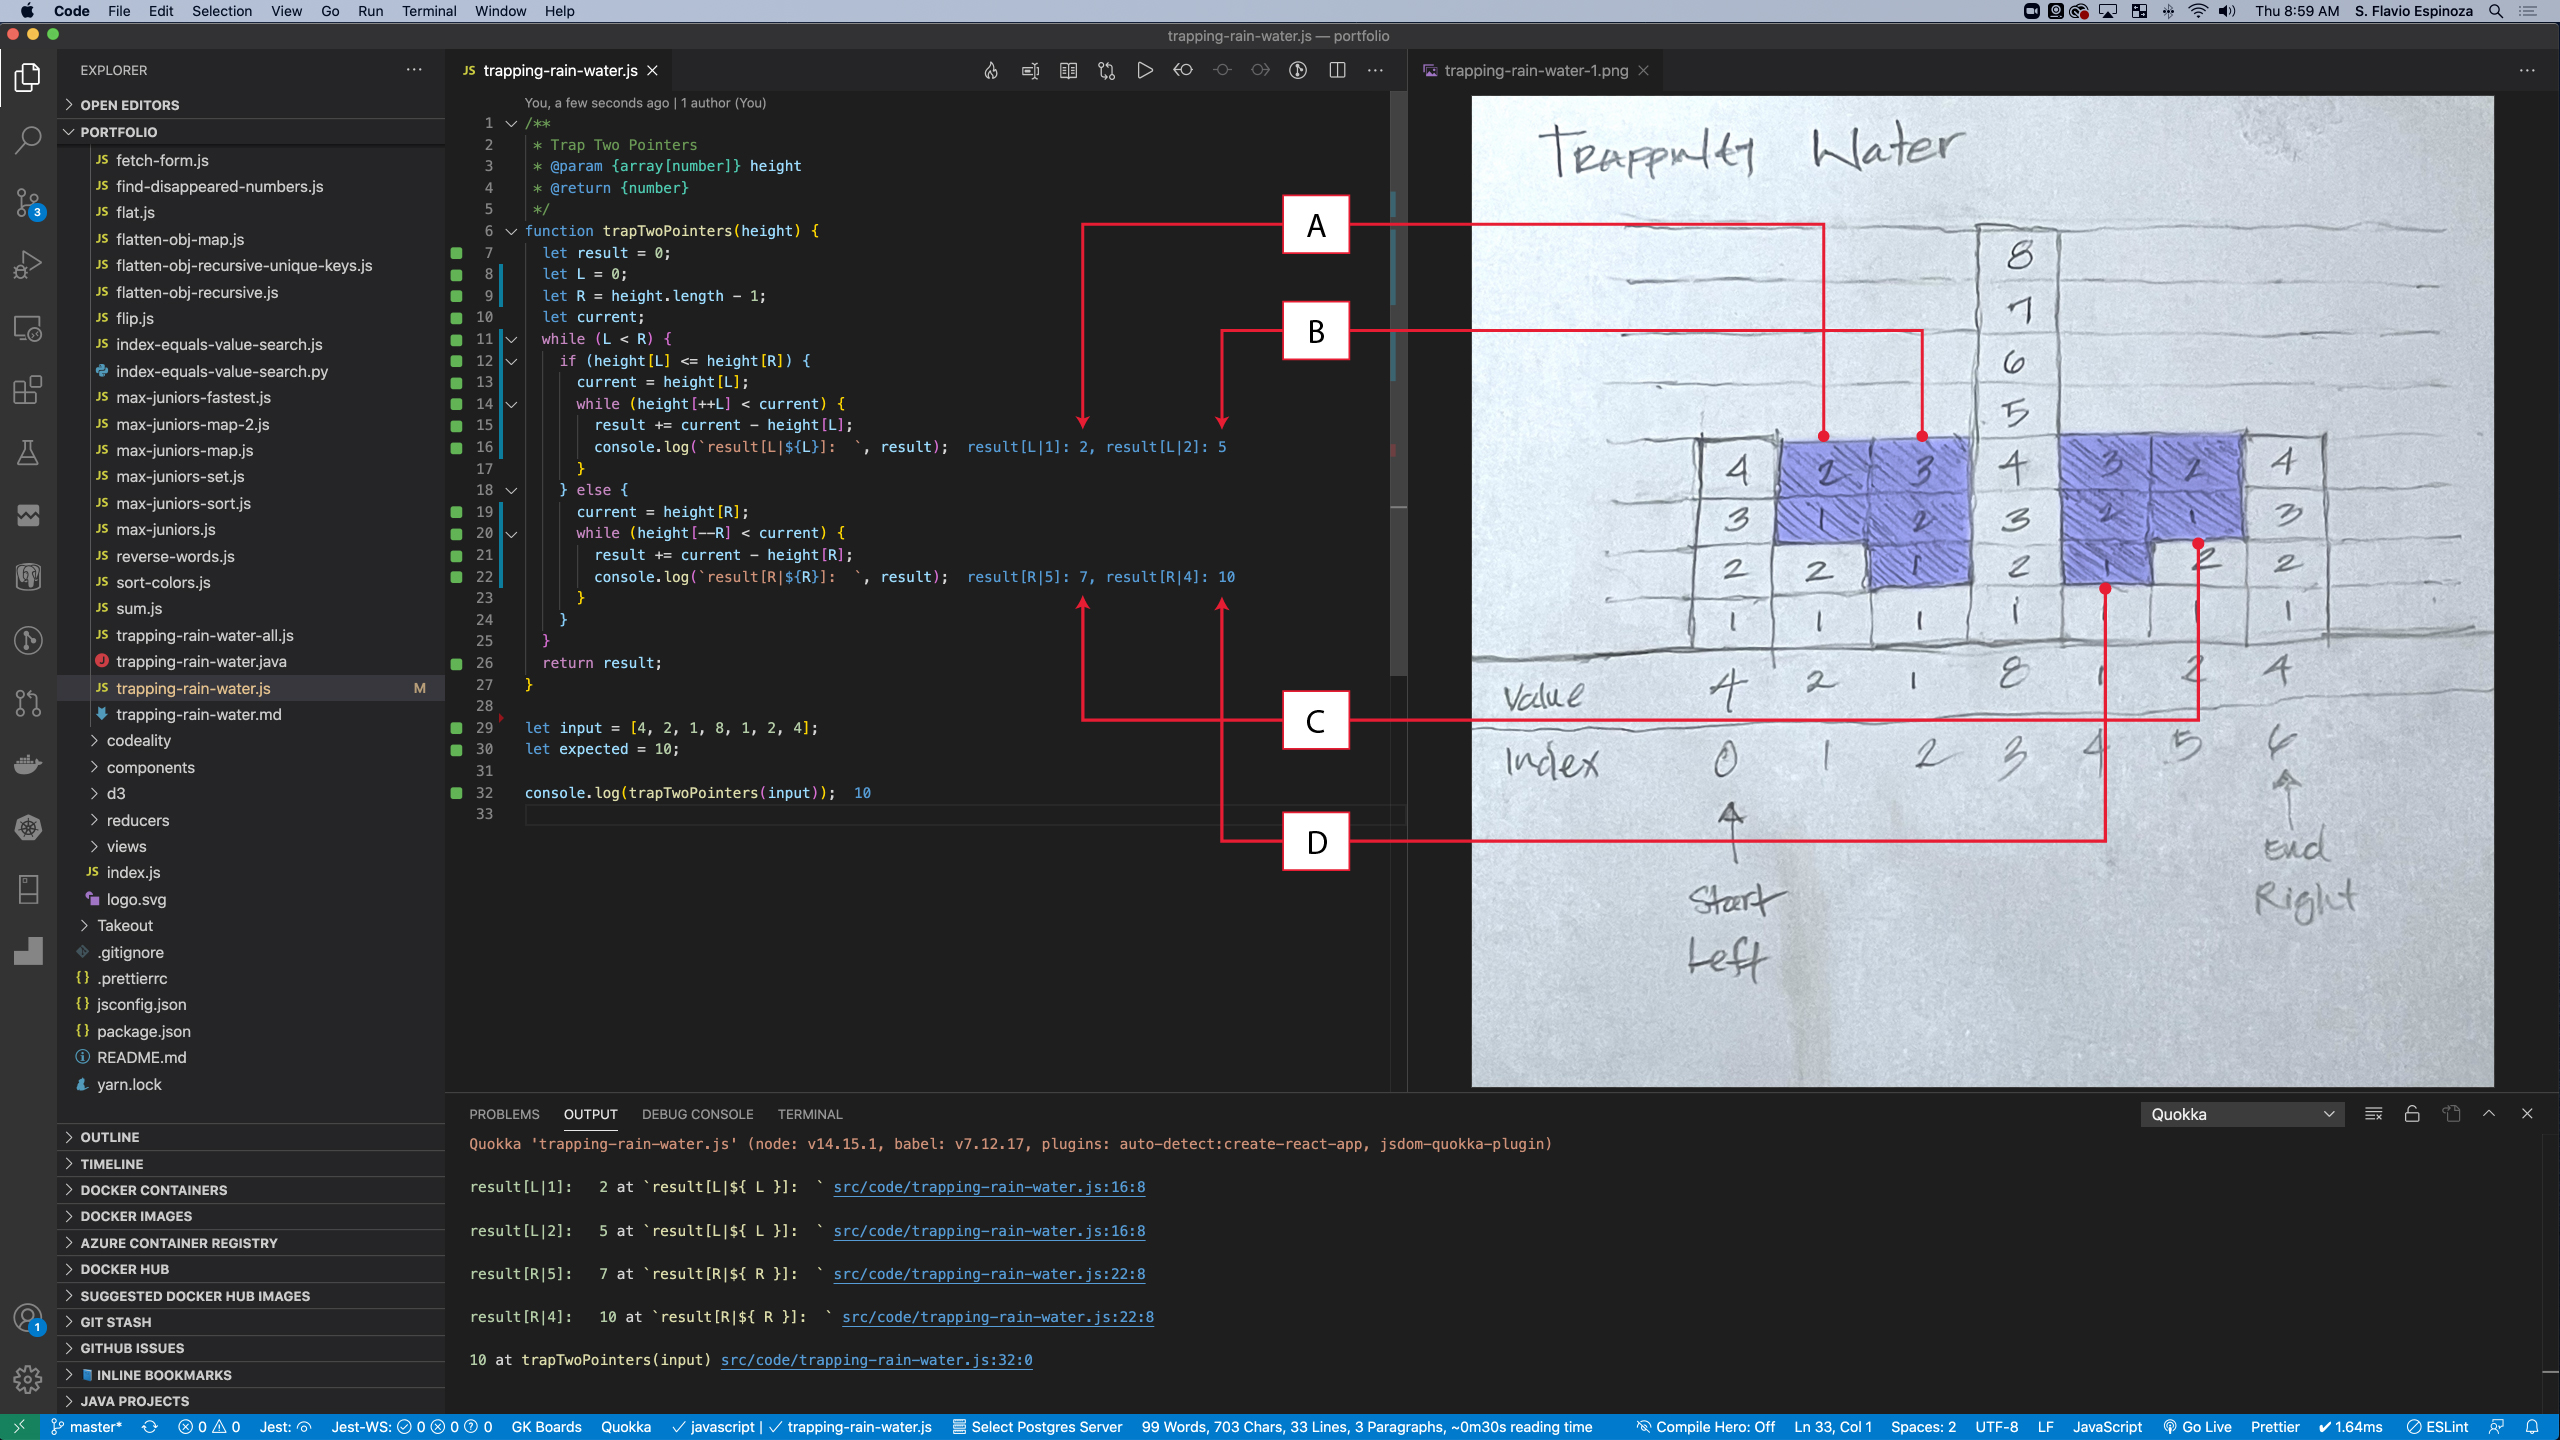 Code File Edit Selection View Go Run Terminal Window Help Thu 8:59 AM S. Flavio Espinoza
trapping-rain-water.js — portfolio
EXPLORER
OPEN EDITORS
PORTFOLIO
JS fetch-form.js
JS find-disappeared-numbers.js
JS flat.js
JS flatten-obj-map.js
JS flatten-obj-recursive-unique-keys.js
JS flatten-obj-recursive.js
JS flip.js
JS index-equals-value-search.js
index-equals-value-search.py
JS max-juniors-fastest.js
JS max-juniors-map-2.js
JS max-juniors-map.js
JS max-juniors-set.js
JS max-juniors-sort.js
JS max-juniors.js
JS reverse-words.js
JS sort-colors.js
JS sum.js
JS trapping-rain-water-all.js
J trapping-rain-water.java
JS trapping-rain-water.js M
trapping-rain-water.md
codeality
components
d3
reducers
views
JS index.js
logo.svg
Takeout
.gitignore
{} .prettierrc
{} jsconfig.json
{} package.json
README.md
yarn.lock
OUTLINE
TIMELINE
DOCKER CONTAINERS
DOCKER IMAGES
AZURE CONTAINER REGISTRY
DOCKER HUB
SUGGESTED DOCKER HUB IMAGES
GIT STASH
GITHUB ISSUES
INLINE BOOKMARKS
JAVA PROJECTS
3
1
JS trapping-rain-water.js
You, a few seconds ago | 1 author (You)
1 /**
2 * Trap Two Pointers
3 * @param {array[number]} height
4 * @return {number}
5 */
6 function trapTwoPointers(height) {
7 let result = 0;
8 let L = 0;
9 let R = height.length - 1;
10 let current;
11 while (L < R) {
12 if (height[L] <= height[R]) {
13 current = height[L];
14 while (height[++L] < current) {
15 result += current - height[L];
16 console.log(`result[L|${L}]:  `, result); result[L|1]: 2, result[L|2]: 5
17 }
18 } else {
19 current = height[R];
20 while (height[--R] < current) {
21 result += current - height[R];
22 console.log(`result[R|${R}]:  `, result); result[R|5]: 7, result[R|4]: 10
23 }
24 }
25 }
26 return result;
27 }
28
29 let input = [4, 2, 1, 8, 1, 2, 4];
30 let expected = 10;
31
32 console.log(trapTwoPointers(input)); 10
33
A
B
C
D
trapping-rain-water-1.png
Trapping Water
8
7
6
5
4 2 3 4 3 2 4
3 1 2 3 2 1 3
2 2 1 2 1 2 2
1 1 1 1 1 1 1
Value 4 2 1 8 1 2 4
Index 0 1 2 3 4 5 6
Start Left
End Right
PROBLEMS OUTPUT DEBUG CONSOLE TERMINAL Quokka
Quokka 'trapping-rain-water.js' (node: v14.15.1, babel: v7.12.17, plugins: auto-detect:create-react-app, jsdom-quokka-plugin)
result[L|1]:   2 at `result[L|${ L }]:  ` src/code/trapping-rain-water.js:16:8
result[L|2]:   5 at `result[L|${ L }]:  ` src/code/trapping-rain-water.js:16:8
result[R|5]:   7 at `result[R|${ R }]:  ` src/code/trapping-rain-water.js:22:8
result[R|4]:   10 at `result[R|${ R }]:  ` src/code/trapping-rain-water.js:22:8
10 at trapTwoPointers(input) src/code/trapping-rain-water.js:32:0
master* 0 0 Jest: Jest-WS: 0 0 0 GK Boards Quokka javascript | trapping-rain-water.js Select Postgres Server 99 Words, 703 Chars, 33 Lines, 3 Paragraphs, ~0m30s reading time Compile Hero: Off Ln 33, Col 1 Spaces: 2 UTF-8 LF JavaScript Go Live Prettier 1.64ms ESLint